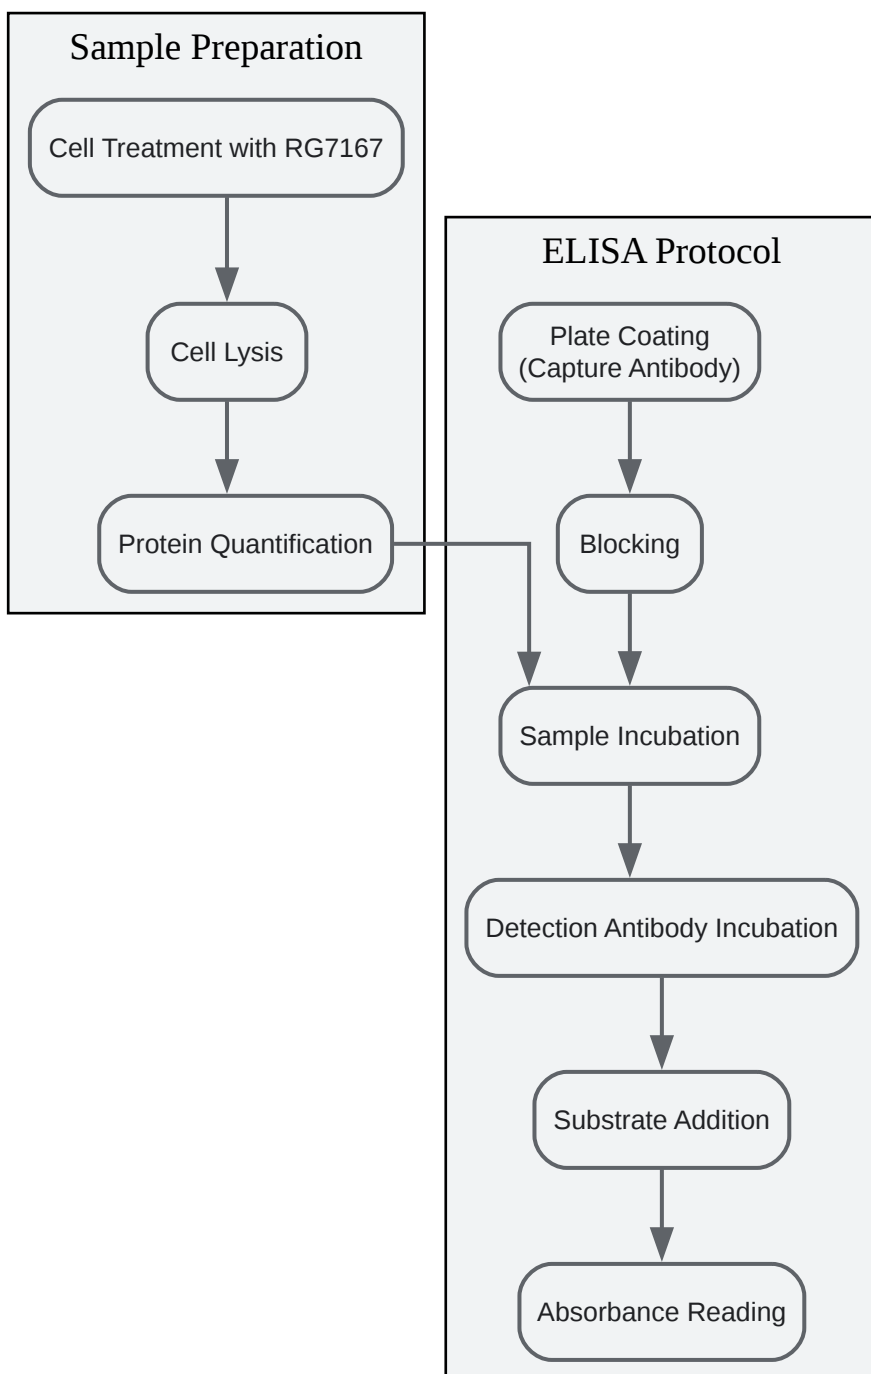 Sample Preparation
Cell Treatment with RG7167
Cell Lysis
Protein Quantification
ELISA Protocol
Plate Coating
(Capture Antibody)
Blocking
Sample Incubation
Detection Antibody Incubation
Substrate Addition
Absorbance Reading